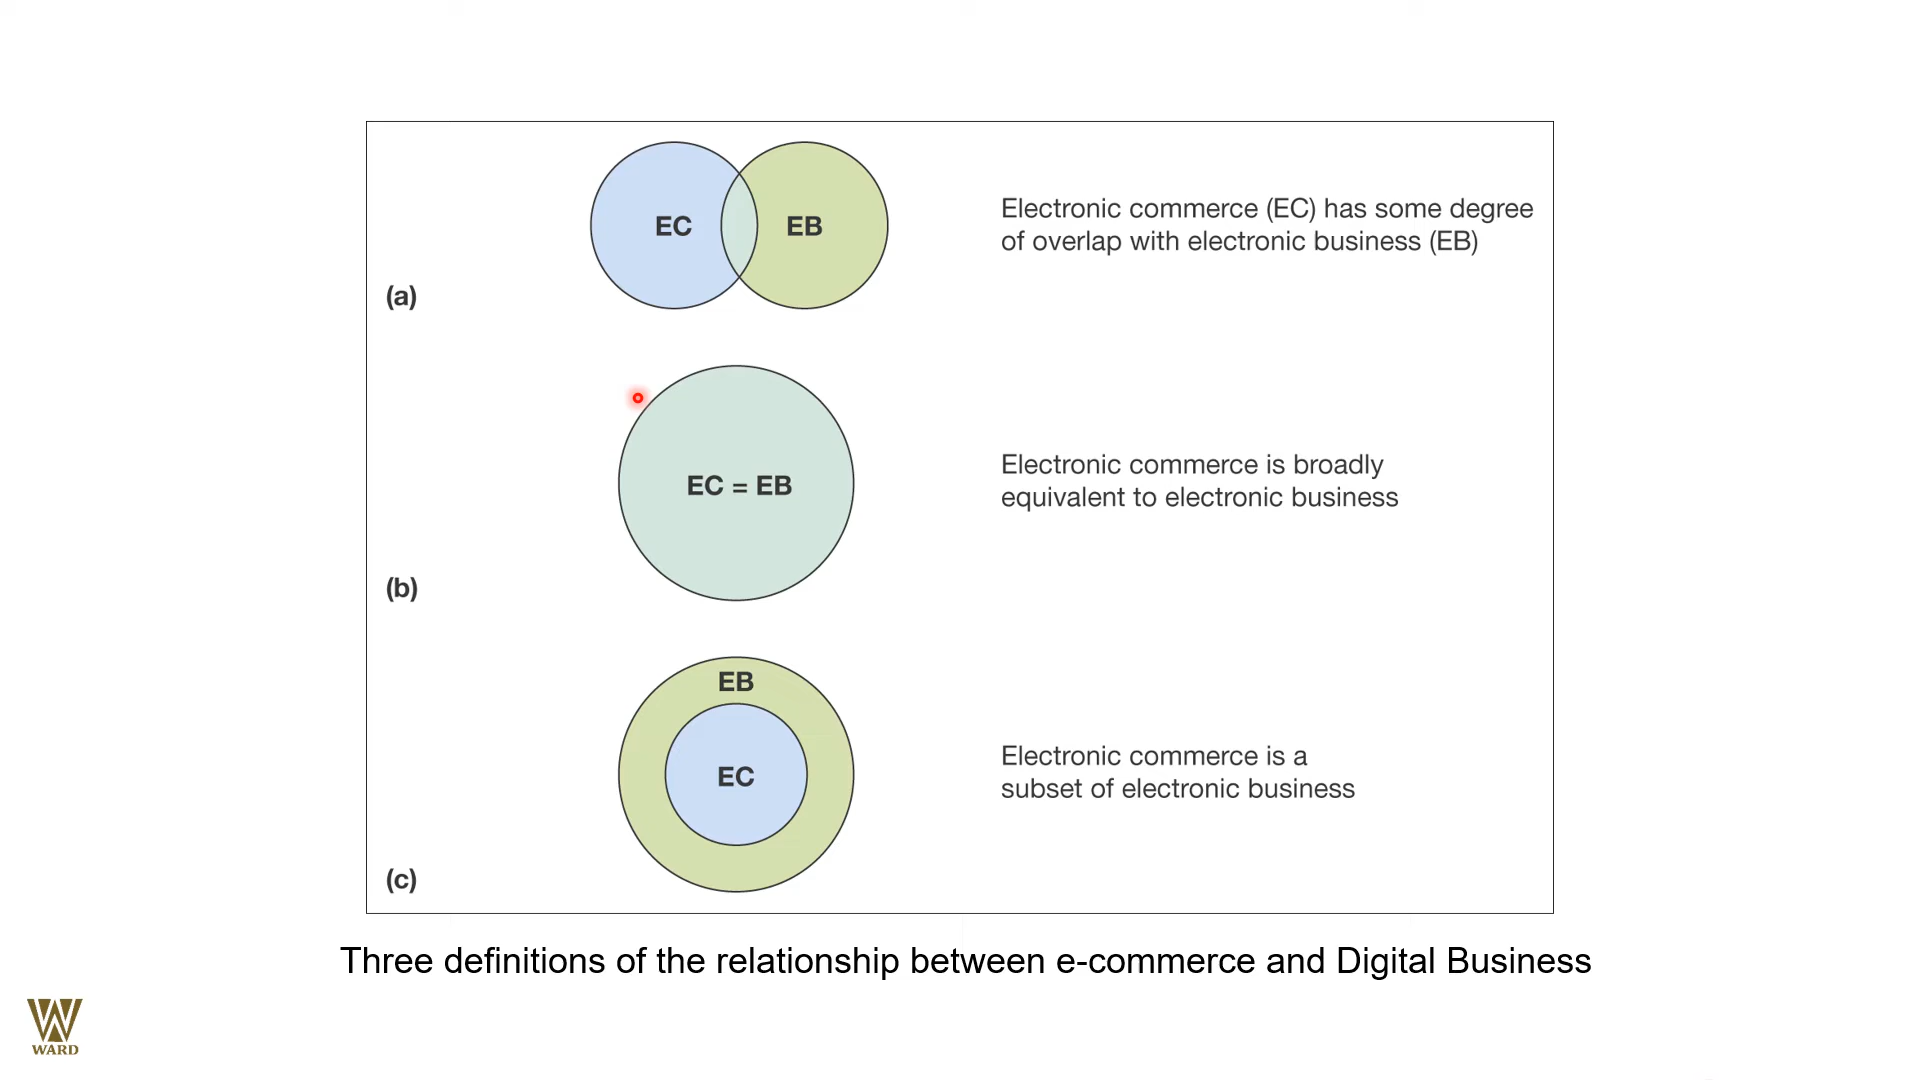 EC
EB
Electronic commerce (EC) has some degree
of overlap with electronic business (EB)
(a)
EC = EB
Electronic commerce is broadly
equivalent to electronic business
(b)
EB
EC
Electronic commerce is a
subset of electronic business
(c)
Three definitions of the relationship between e-commerce and Digital Business
W
WARD